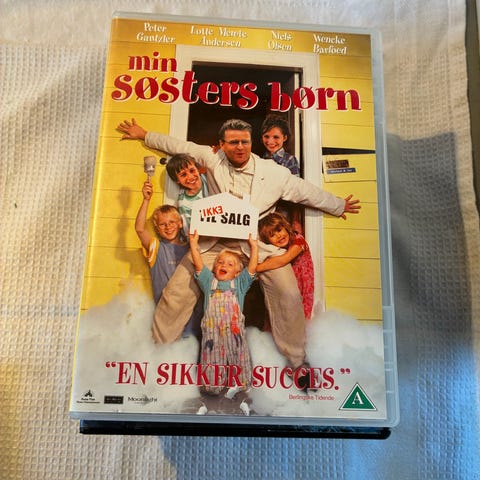 Peter Gantzler
Lotte Merete Andersen
Niels Olsen
Wencke Barfoed
min
søsters børn
IKKE
TIL SALG
"EN SIKKER SUCCES."
Berlingske Tidende
Moonlight
A